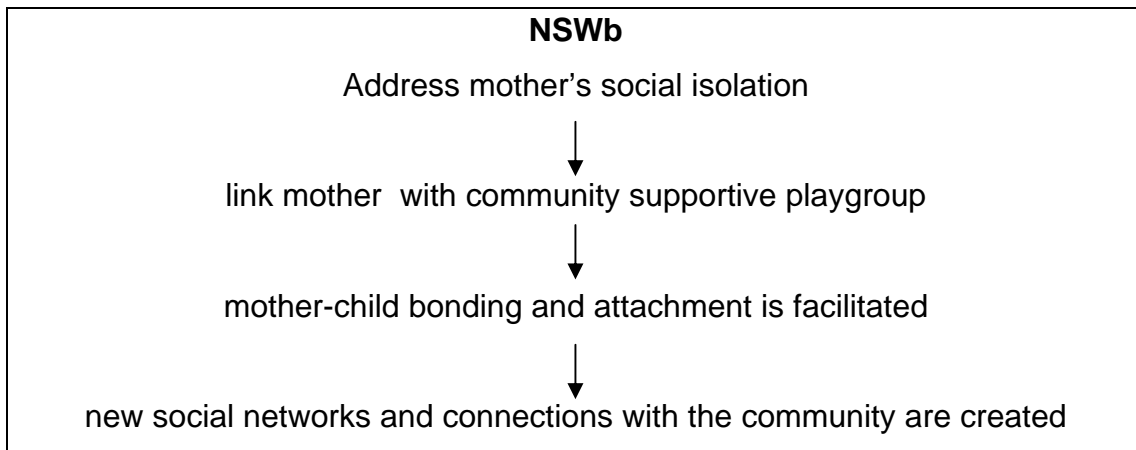 NSWb
Address mother’s social isolation
link mother  with community supportive playgroup
mother-child bonding and attachment is facilitated
new social networks and connections with the community are created